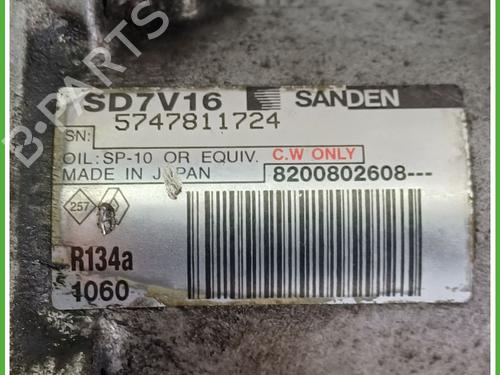 B-PARTS
SD7V16 SANDEN
5747811724
SN:
OIL: SP-10 OR EQUIV. C.W ONLY
MADE IN JAPAN 8200802608---
257
R134a
1060